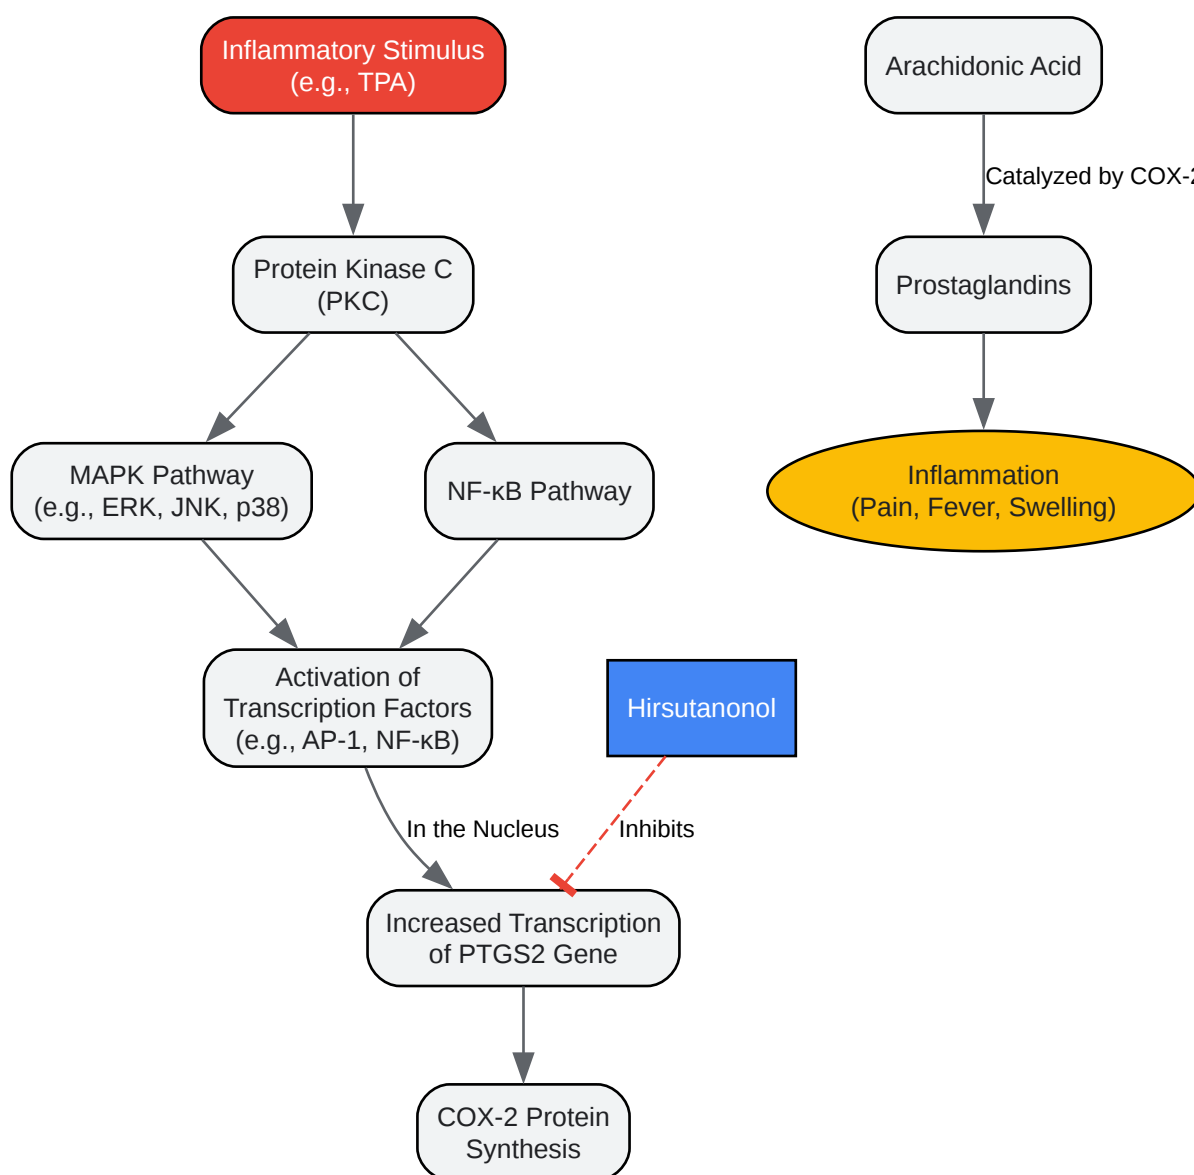 Inflammatory Stimulus
(e.g., TPA)
Arachidonic Acid
Catalyzed by COX-2
Protein Kinase C
(PKC)
Prostaglandins
MAPK Pathway
(e.g., ERK, JNK, p38)
NF-κB Pathway
Inflammation
(Pain, Fever, Swelling)
Activation of
Transcription Factors
(e.g., AP-1, NF-κB)
Hirsutanonol
In the Nucleus
Inhibits
Increased Transcription
of PTGS2 Gene
COX-2 Protein
Synthesis